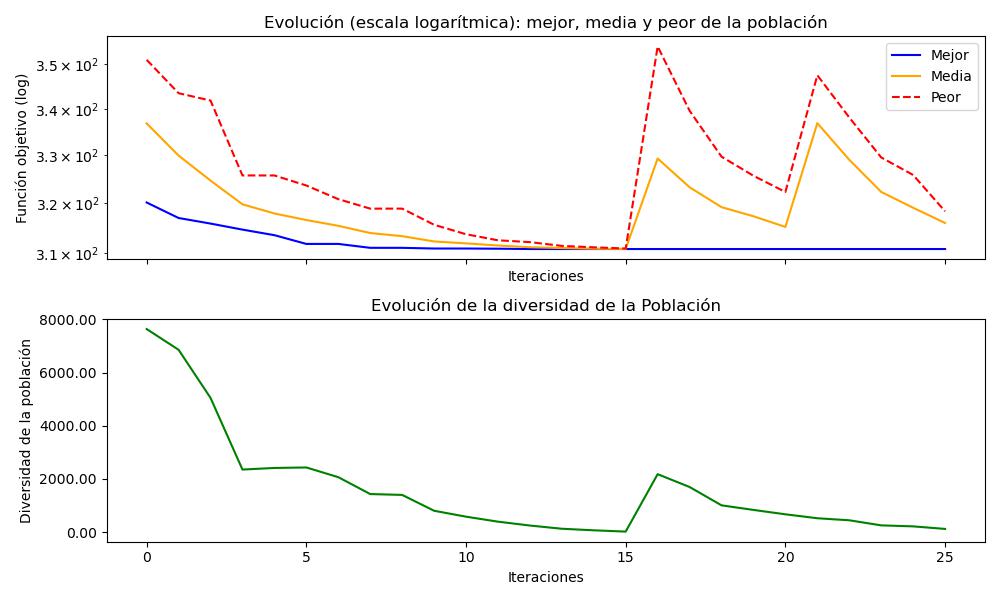 Evolución (escala logarítmica): mejor, media y peor de la población
Función objetivo (log)
3.5 × 10²
3.4 × 10²
3.3 × 10²
3.2 × 10²
3.1 × 10²
Mejor
Media
Peor
Iteraciones
Evolución de la diversidad de la Población
Diversidad de la población
8000.00
6000.00
4000.00
2000.00
0.00
0 5 10 15 20 25
Iteraciones